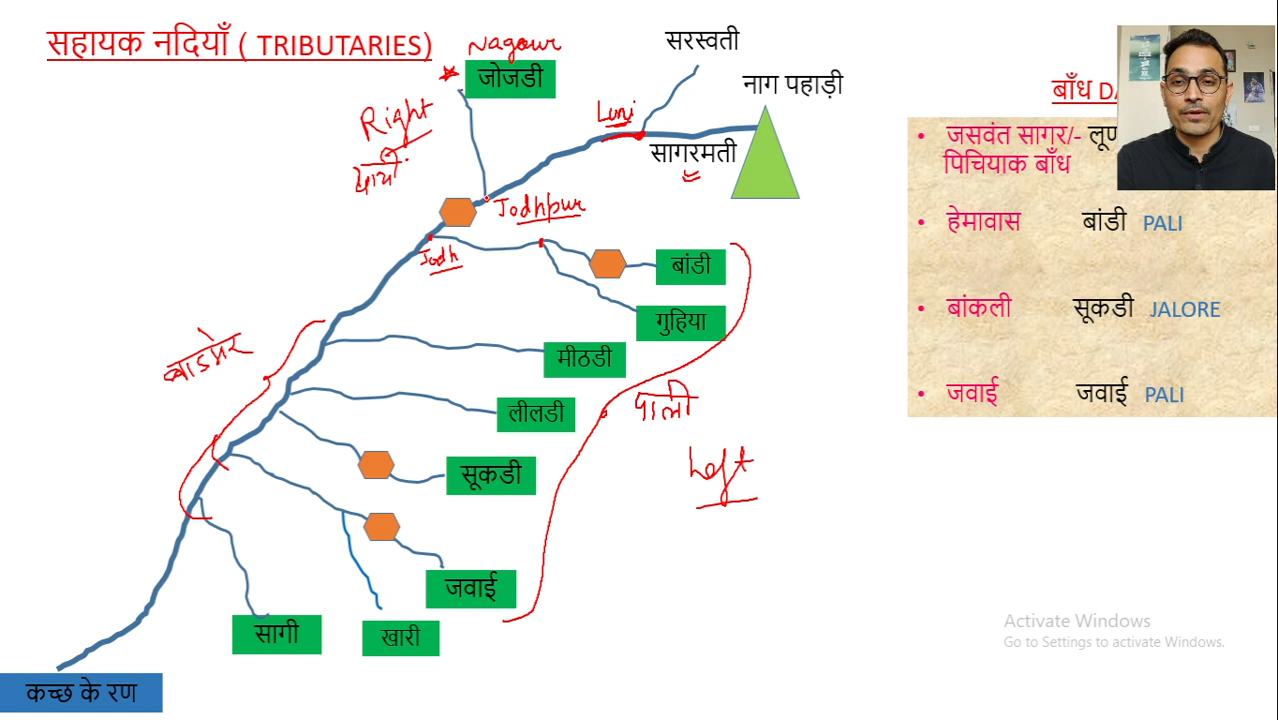 सहायक नदियाँ ( TRIBUTARIES)
Nagour
जोजडी
सरस्वती
नाग पहाड़ी
Right
Luni
सागरमती
Jodhpur
Jodh
बांडी
गुहिया
मीठडी
बाडमेर
लीलडी
पाली
Left
सूकडी
जवाई
सागी
खारी
कच्छ के रण
बाँध
• जसवंत सागर/-
पिचियाक बाँध
• हेमावास बांडी PALI
• बांकली सूकडी JALORE
• जवाई जवाई PALI
Activate Windows
Go to Settings to activate Windows.